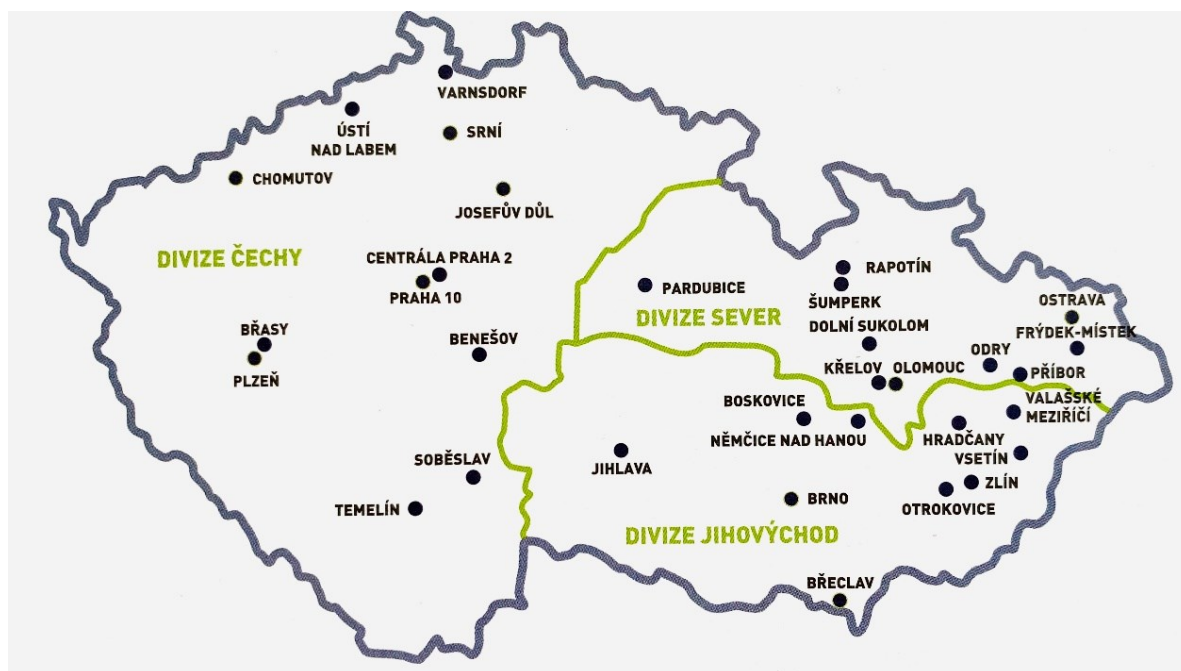 VARNSDORF
ÚSTÍ
NAD LABEM
SRNÍ
CHOMUTOV
JOSEFŮV DŮL
DIVIZE ČECHY
CENTRÁLA PRAHA 2
PRAHA 10
BŘASY
PLZEŇ
BENEŠOV
SOBĚSLAV
TEMELÍN
PARDUBICE
DIVIZE SEVER
RAPOTÍN
ŠUMPERK
DOLNÍ SUKOLOM
KŘELOV
OLOMOUC
OSTRAVA
FRÝDEK-MÍSTEK
ODRY
PŘÍBOR
BOSKOVICE
NĚMČICE NAD HANOU
JIHLAVA
BRNO
DIVIZE JIHOVÝCHOD
BŘECLAV
VALAŠSKÉ
MEZIŘÍČÍ
HRADČANY
VSETÍN
ZLÍN
OTROKOVICE